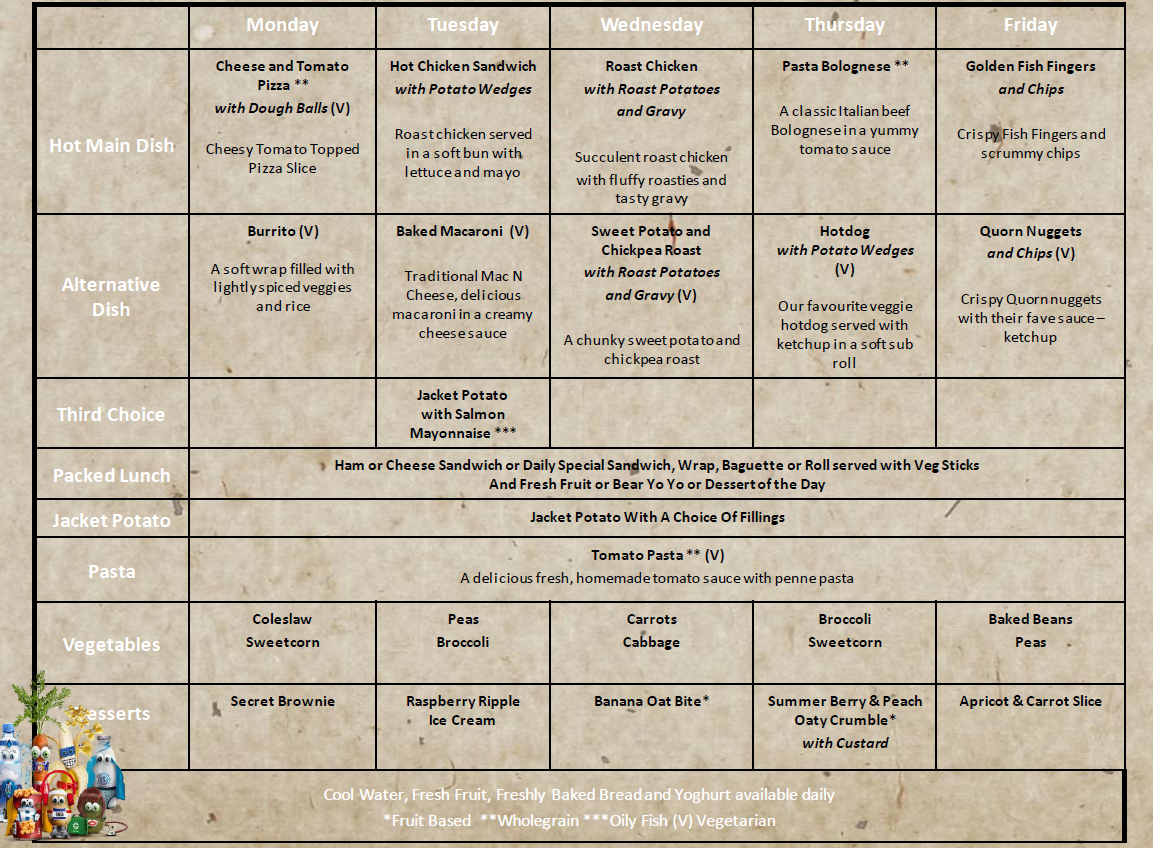 Monday
Tuesday
Wednesday
Thursday
Friday
Hot Main Dish
Cheese and Tomato
Pizza **
with Dough Balls (V)
Cheesy Tomato Topped
Pizza Slice
Hot Chicken Sandwich
with Potato Wedges
Roast chicken served
in a soft bun with
lettuce and mayo
Roast Chicken
with Roast Potatoes
and Gravy
Succulent roast chicken
with fluffy roasties and
tasty gravy
Pasta Bolognese **
A classic Italian beef
Bolognese in a yummy
tomato sauce
Golden Fish Fingers
and Chips
Crispy Fish Fingers and
scrummy chips
Alternative
Dish
Burrito (V)
A soft wrap filled with
lightly spiced veggies
and rice
Baked Macaroni (V)
Traditional Mac N
Cheese, delicious
macaroni in a creamy
cheese sauce
Sweet Potato and
Chickpea Roast
with Roast Potatoes
and Gravy (V)
A chunky sweet potato and
chickpea roast
Hotdog
with Potato Wedges
(V)
Our favourite veggie
hotdog served with
ketchup in a soft sub
roll
Quorn Nuggets
and Chips (V)
Crispy Quorn nuggets
with their fave sauce –
ketchup
Third Choice
Jacket Potato
with Salmon
Mayonnaise ***
Packed Lunch
Ham or Cheese Sandwich or Daily Special Sandwich, Wrap, Baguette or Roll served with Veg Sticks
And Fresh Fruit or Bear Yo Yo or Dessert of the Day
Jacket Potato
Jacket Potato With A Choice Of Fillings
Pasta
Tomato Pasta ** (V)
A delicious fresh, homemade tomato sauce with penne pasta
Vegetables
Coleslaw
Sweetcorn
Peas
Broccoli
Carrots
Cabbage
Broccoli
Sweetcorn
Baked Beans
Peas
esserts
Secret Brownie
Raspberry Ripple
Ice Cream
Banana Oat Bite*
Summer Berry & Peach
Oaty Crumble*
with Custard
Apricot & Carrot Slice
Cool Water, Fresh Fruit, Freshly Baked Bread and Yoghurt available daily
*Fruit Based **Wholegrain ***Oily Fish (V) Vegetarian